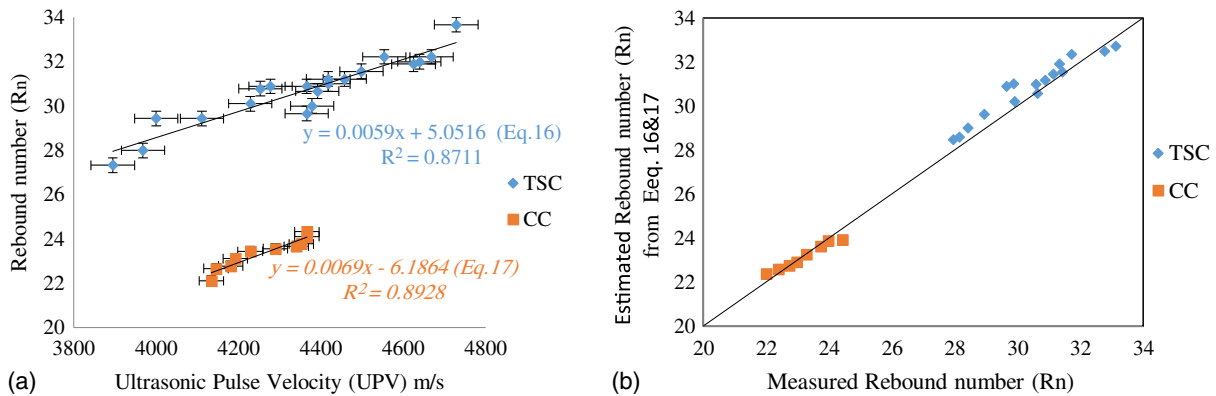 34
32
30
28
26
24
22
20
Rebound number (Rn)
y = 0.0059x + 5.0516 (Eq.16)
R² = 0.8711
TSC
CC
y = 0.0069x - 6.1864 (Eq.17)
R² = 0.8928
3800 4000 4200 4400 4600 4800
(a) Ultrasonic Pulse Velocity (UPV) m/s
34
32
30
28
26
24
22
20
Estimated Rebound number (Rn)
from Eeq. 16&17
TSC
CC
20 22 24 26 28 30 32 34
(b) Measured Rebound number (Rn)